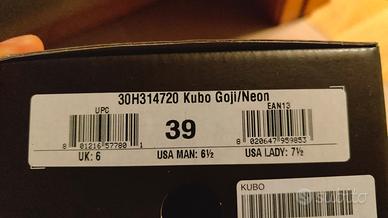 30H314720 Kubo Goji/Neon
UPC
EAN13
39
8 01216 57780 1
8 020647 959853
UK: 6
USA MAN: 6½
USA LADY: 7½
KUBO
subito